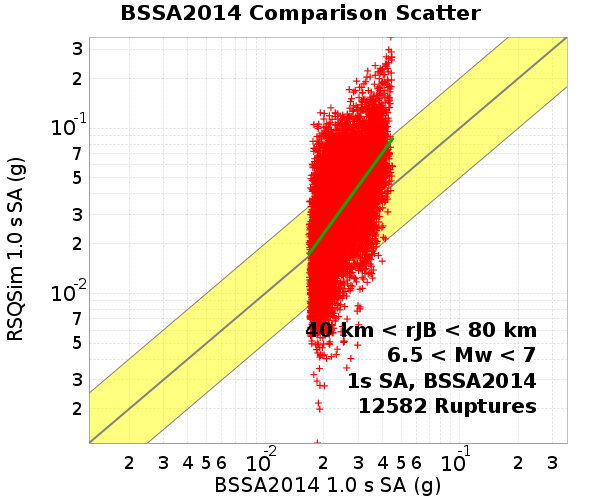 BSSA2014 Comparison Scatter
RSQSim 1.0 s SA (g)
3
2
10^-1
7
5
3
2
10^-2
7
5
3
2
40 km < rJB < 80 km
6.5 < Mw < 7
1s SA, BSSA2014
12582 Ruptures
2 3 4 5 6 10^-2 2 3 4 5 6 10^-1 2 3
BSSA2014 1.0 s SA (g)